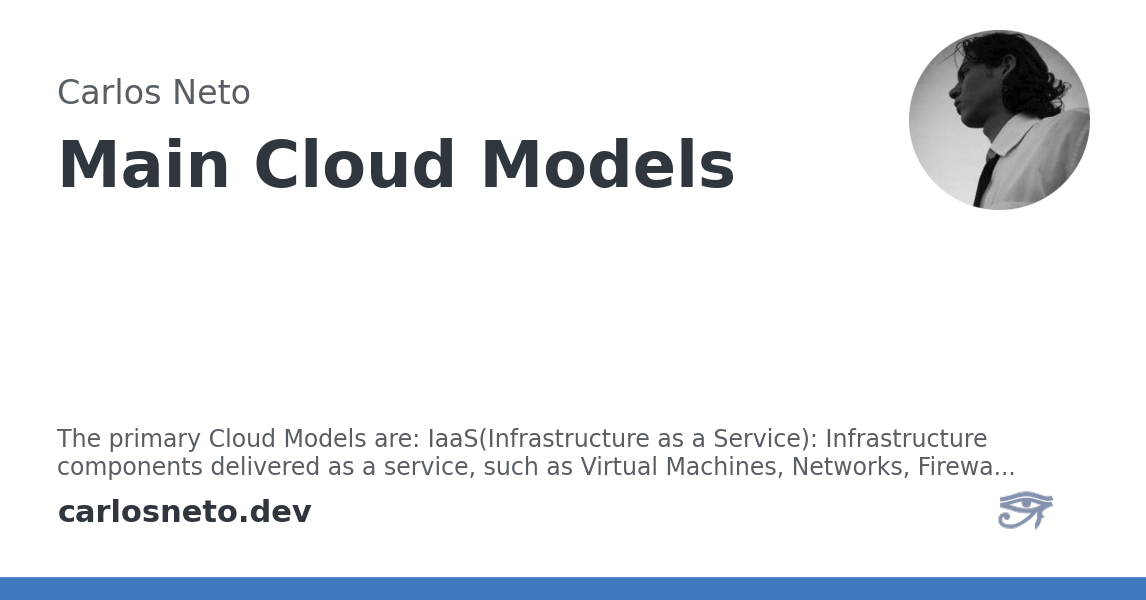 Carlos Neto
Main Cloud Models
The primary Cloud Models are: IaaS(Infrastructure as a Service): Infrastructure
components delivered as a service, such as Virtual Machines, Networks, Firewa...
carlosneto.dev